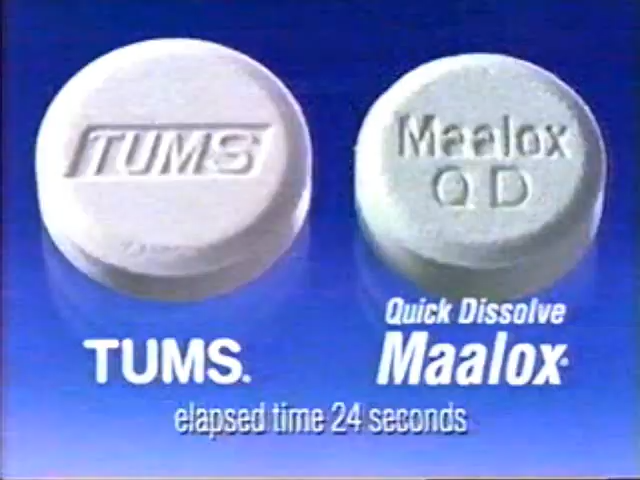 TUMS
Maalox
QD
Quick Dissolve
TUMS. Maalox
elapsed time 24 seconds